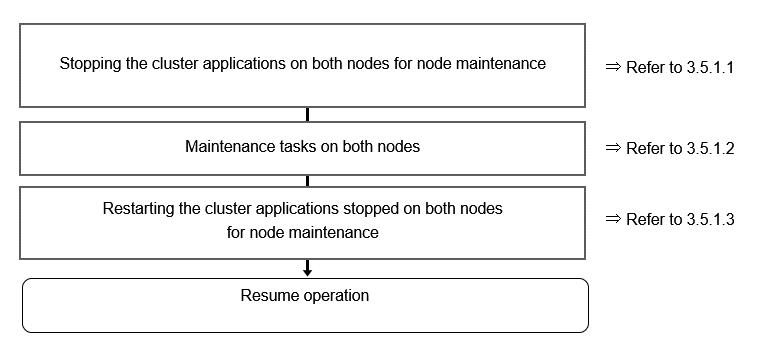 Stopping the cluster applications on both nodes for node maintenance
⇒ Refer to 3.5.1.1
Maintenance tasks on both nodes
⇒ Refer to 3.5.1.2
Restarting the cluster applications stopped on both nodes
for node maintenance
⇒ Refer to 3.5.1.3
Resume operation